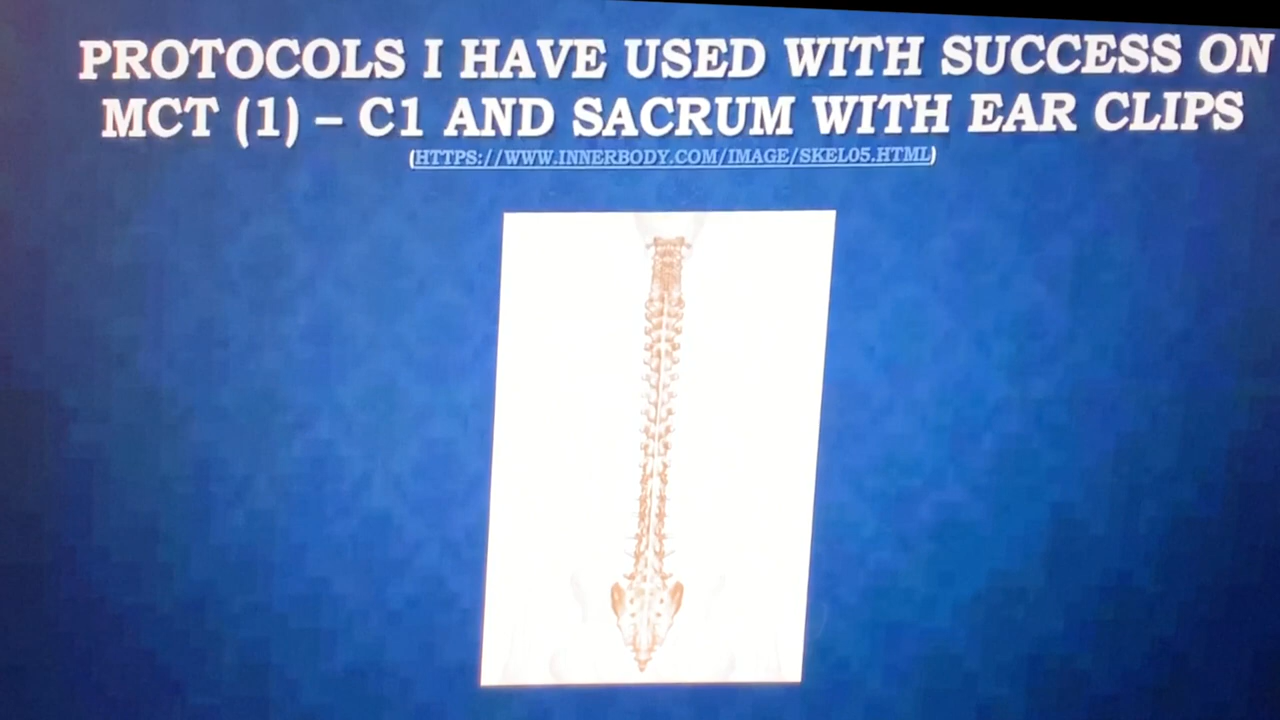 PROTOCOLS I HAVE USED WITH SUCCESS ON
MCT (1) – C1 AND SACRUM WITH EAR CLIPS
(HTTPS://WWW.INNERBODY.COM/IMAGE/SKEL05.HTML)